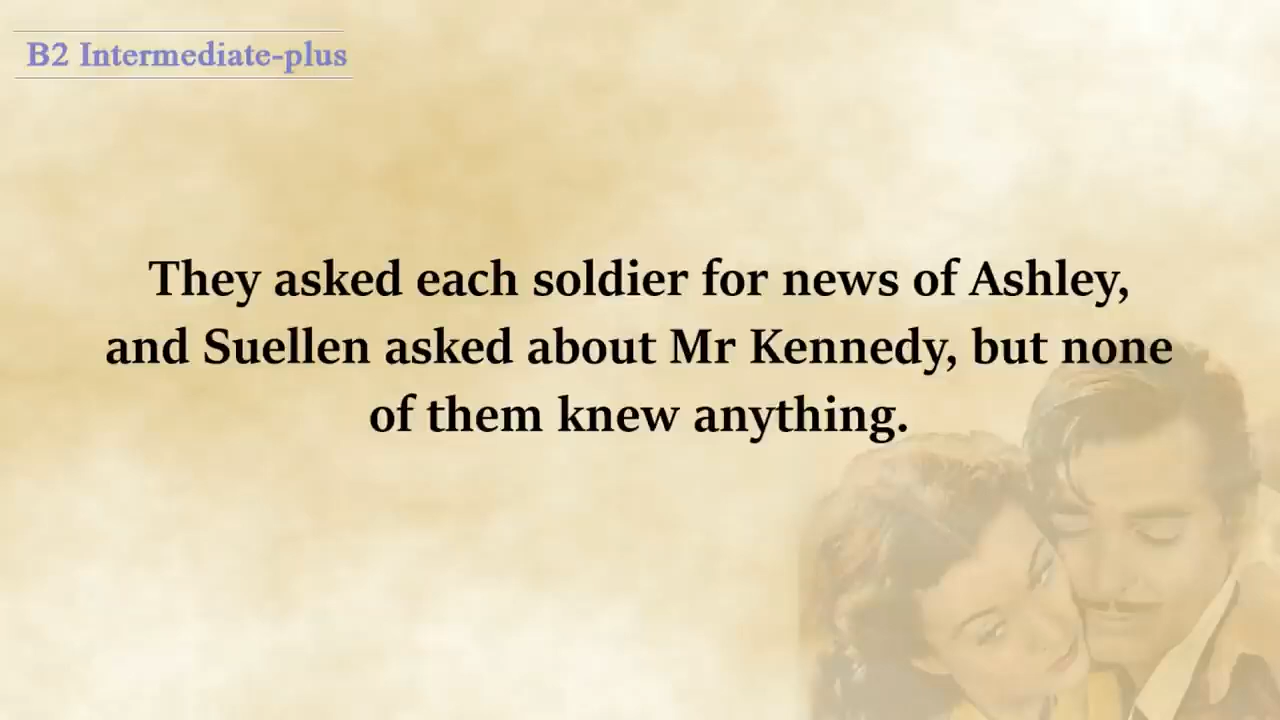 B2 Intermediate-plus
They asked each soldier for news of Ashley,
and Suellen asked about Mr Kennedy, but none
of them knew anything.